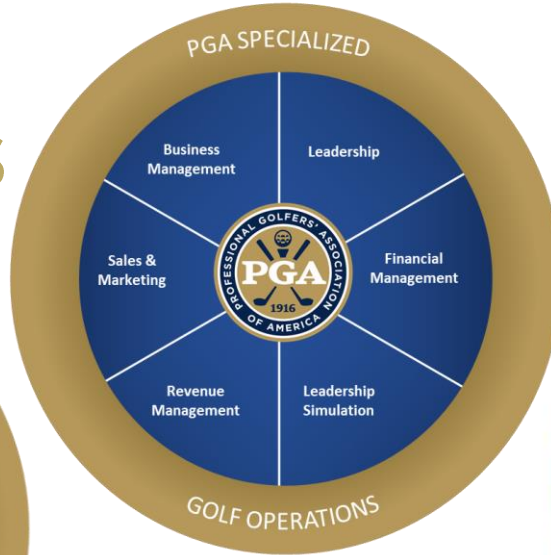 S
PGA SPECIALIZED
Business
Management
Leadership
Sales &
Marketing
PROFESSIONAL GOLFERS' ASSOCIATION
PGA
1916
OF AMERICA
Financial
Management
Revenue
Management
Leadership
Simulation
GOLF OPERATIONS